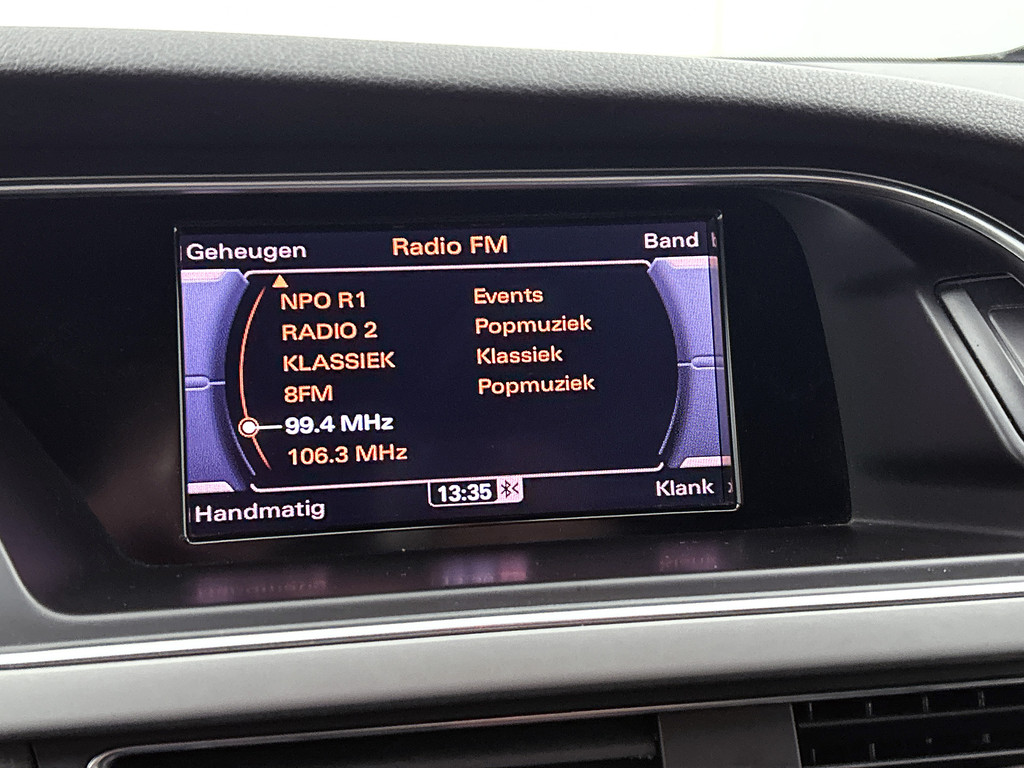 Geheugen Radio FM Band
NPO R1 Events
RADIO 2 Popmuziek
KLASSIEK Klassiek
8FM Popmuziek
99.4 MHz
106.3 MHz
Handmatig 13:35 Klank